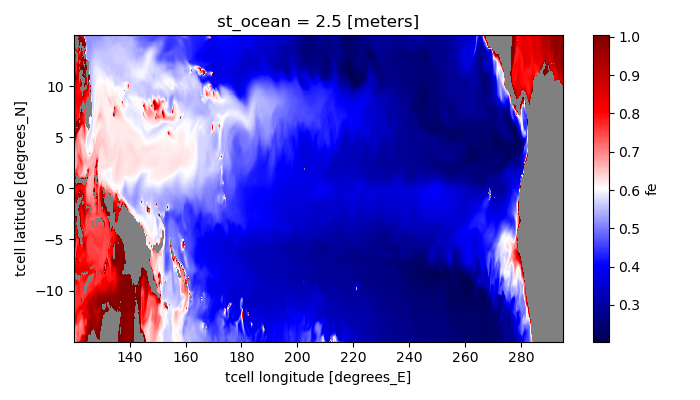 st_ocean = 2.5 [meters]
10
5
0
−5
−10
tcell latitude [degrees_N]
140 160 180 200 220 240 260 280
tcell longitude [degrees_E]
1.0
0.9
0.8
0.7
0.6
0.5
0.4
0.3
fe